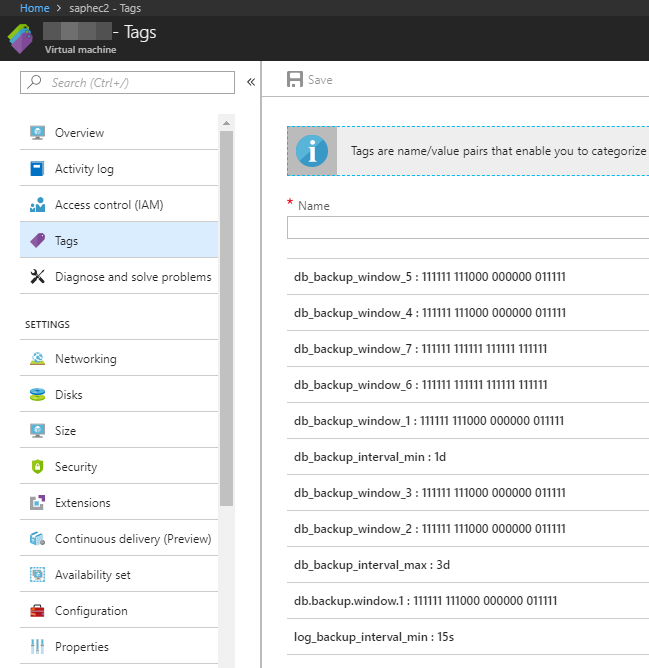 Home > saphec2 - Tags
- Tags
Virtual machine
Search (Ctrl+/)
«
Overview
Activity log
Access control (IAM)
Tags
Diagnose and solve problems
SETTINGS
Networking
Disks
Size
Security
Extensions
Continuous delivery (Preview)
Availability set
Configuration
Properties
Save
Tags are name/value pairs that enable you to categorize
* Name
db_backup_window_5 : 111111 111000 000000 011111
db_backup_window_4 : 111111 111000 000000 011111
db_backup_window_7 : 111111 111111 111111 111111
db_backup_window_6 : 111111 111111 111111 111111
db_backup_window_1 : 111111 111000 000000 011111
db_backup_interval_min : 1d
db_backup_window_3 : 111111 111000 000000 011111
db_backup_window_2 : 111111 111000 000000 011111
db_backup_interval_max : 3d
db.backup.window.1 : 111111 111000 000000 011111
log_backup_interval_min : 15s